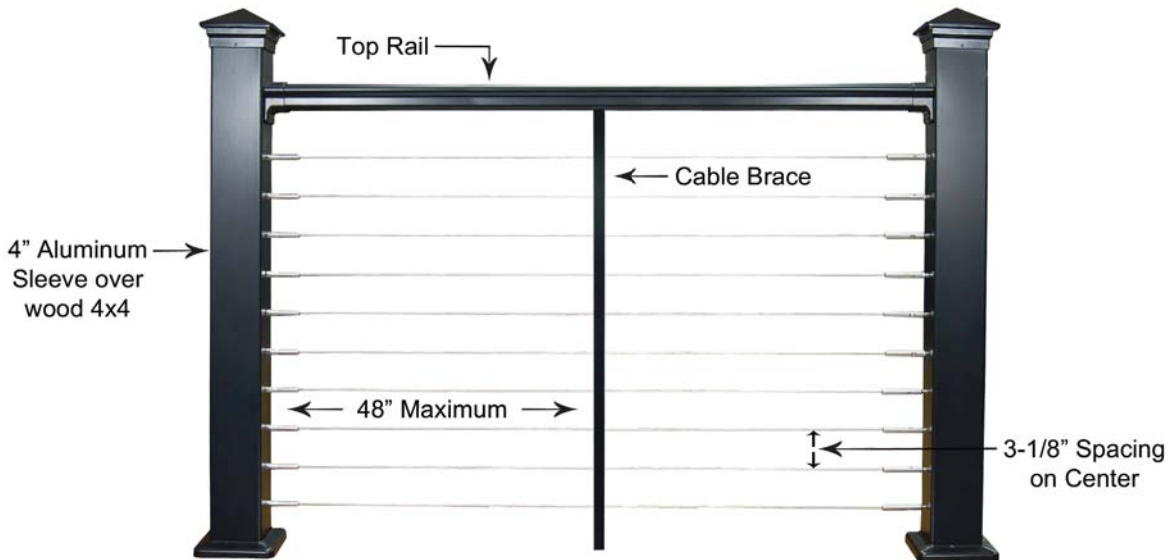 Top Rail
Cable Brace
4” Aluminum
Sleeve over
wood 4x4
48” Maximum
3-1/8” Spacing
on Center